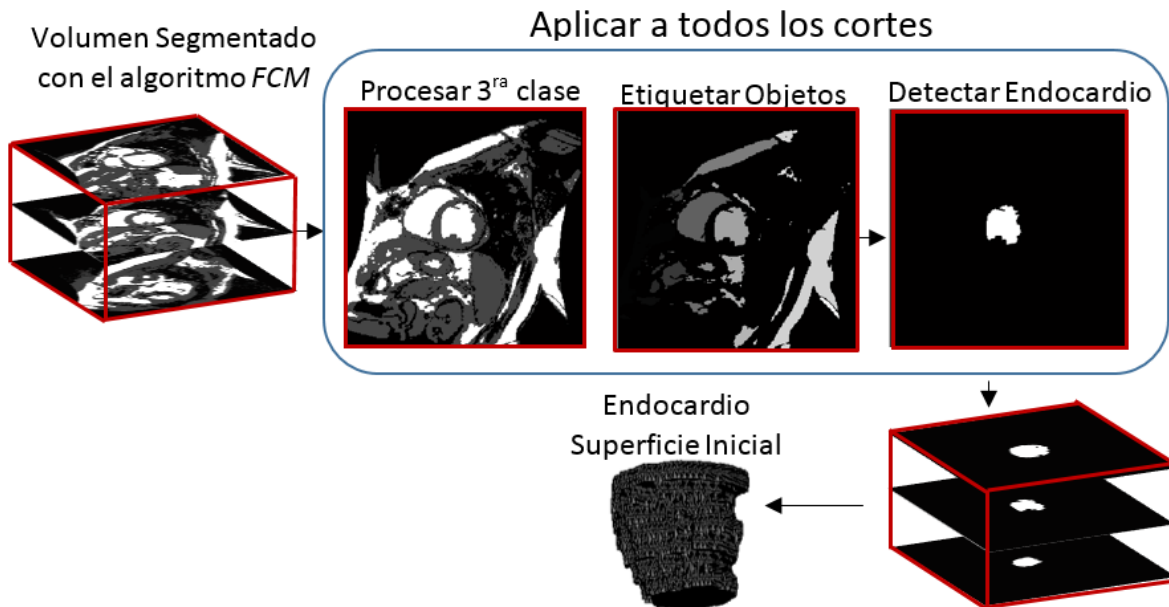 Volumen Segmentado
con el algoritmo FCM
Aplicar a todos los cortes
Procesar 3ra clase
Etiquetar Objetos
Detectar Endocardio
Endocardio
Superficie Inicial